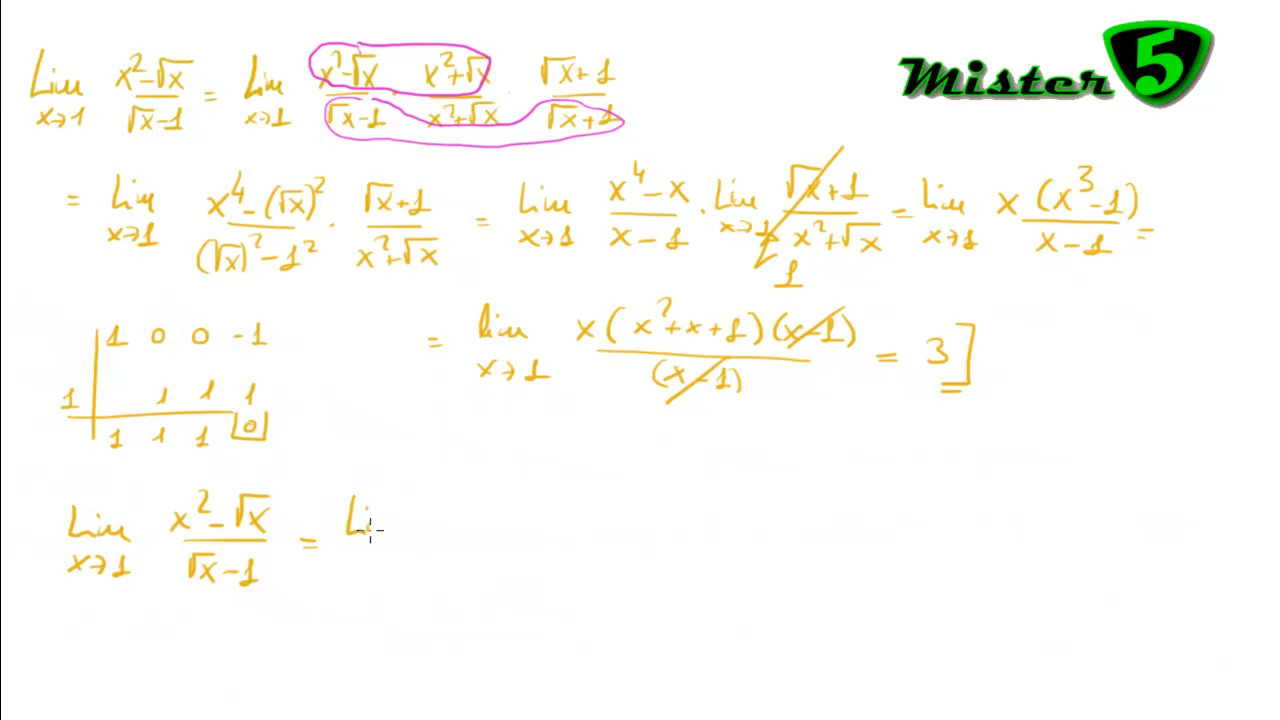 Lim x→1 (x² - √x)/(√x - 1) = Lim x→1 (x² - √x)/(√x - 1) · (x² + √x)/(x² + √x) · (√x + 1)/(√x + 1)
Mister 5
= Lim x→1 (x⁴ - (√x)²)/((√x)² - 1²) · (√x + 1)/(x² + √x) = Lim x→1 (x⁴ - x)/(x - 1) · Lim x→1 (√x + 1)/(x² + √x) = Lim x→1 x(x³ - 1)/(x - 1) =
1
= lim x→1 x(x² + x + 1)(x - 1)/(x - 1) = 3]
1 0 0 -1
1 1 1 1
1 1 1 0
Lim x→1 (x² - √x)/(√x - 1) = Li